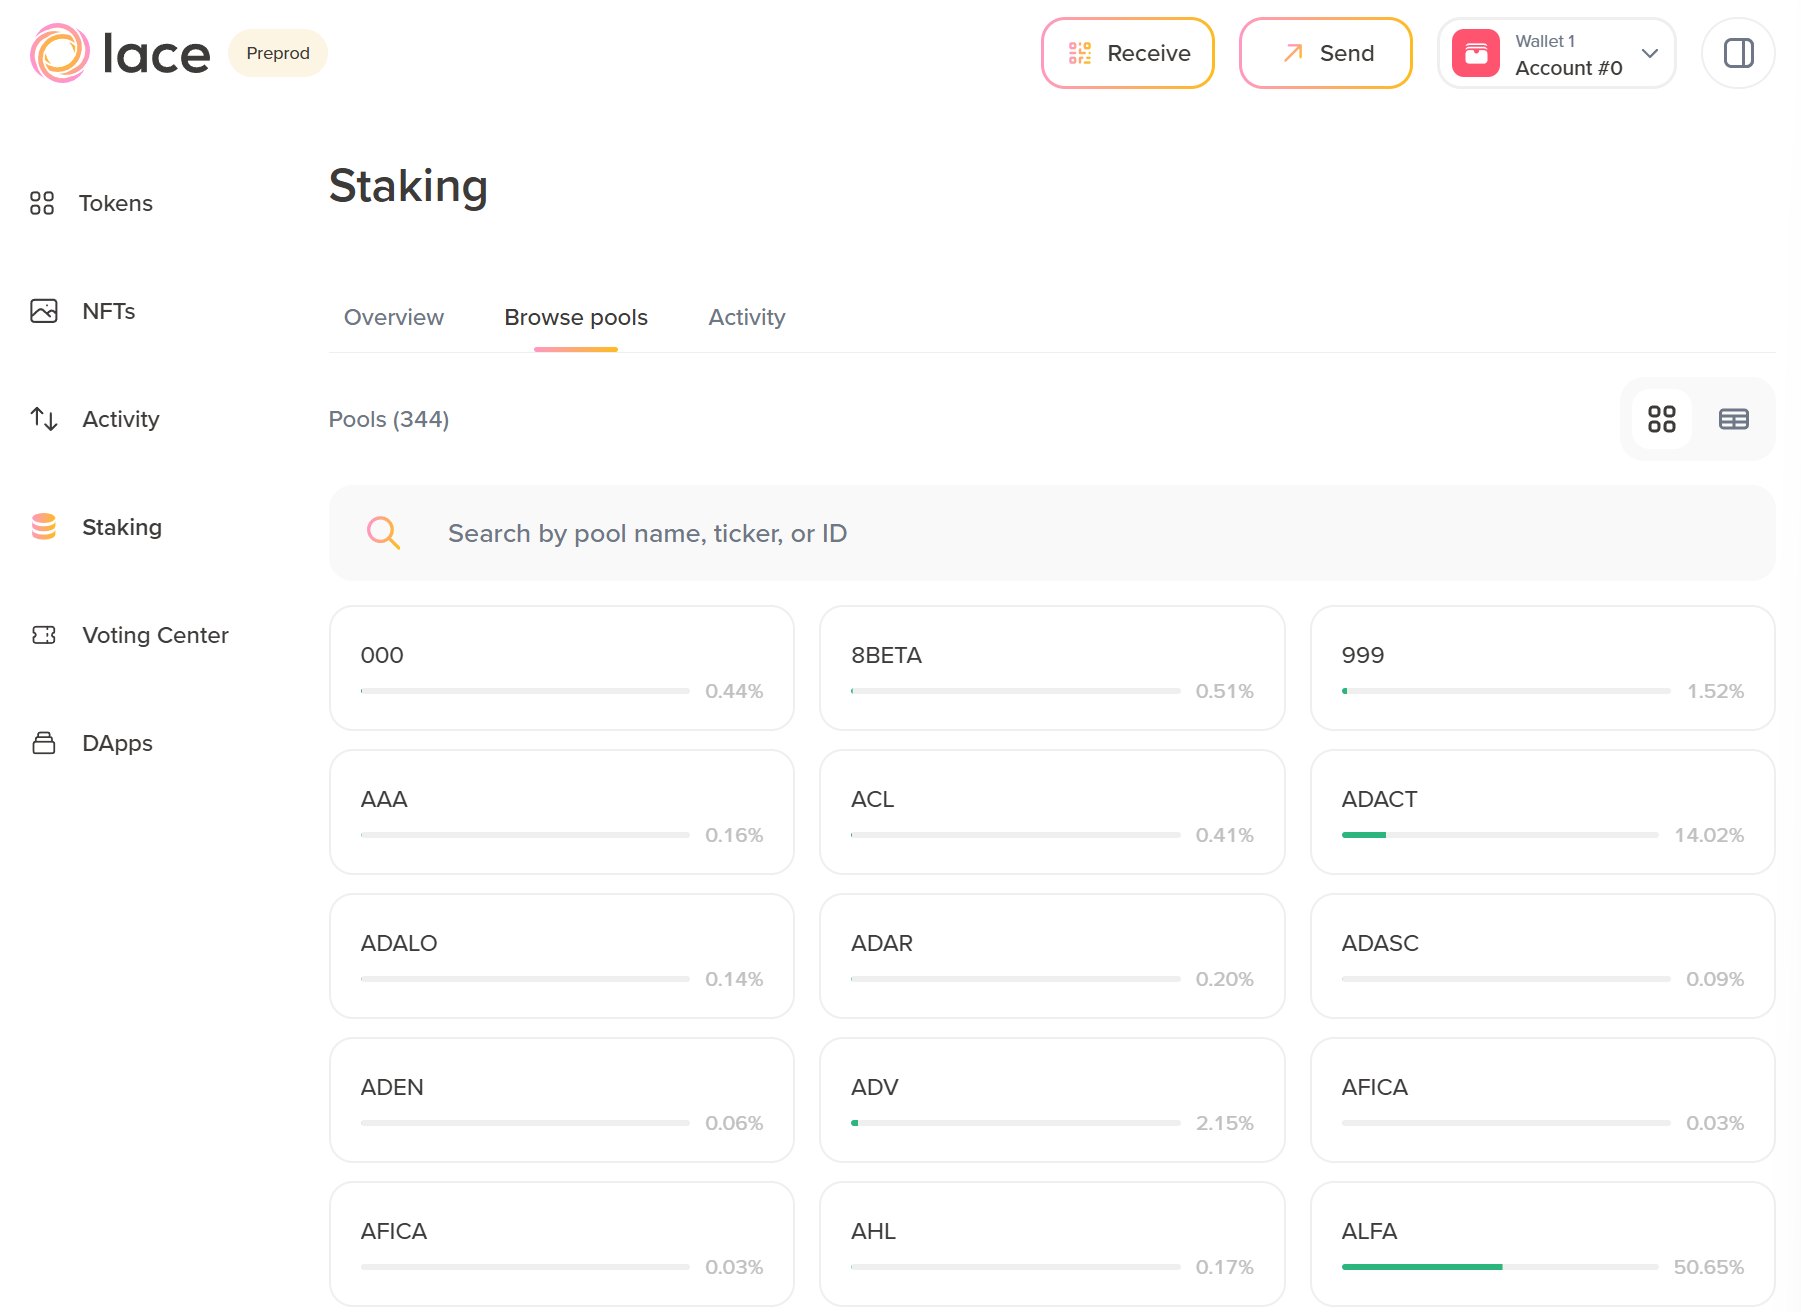 lace
Preprod
Receive
Send
Wallet 1
Account #0
Tokens
NFTs
Activity
Staking
Voting Center
DApps
Staking
Overview
Browse pools
Activity
Pools (344)
Search by pool name, ticker, or ID
000
0.44%
8BETA
0.51%
999
1.52%
AAA
0.16%
ACL
0.41%
ADACT
14.02%
ADALO
0.14%
ADAR
0.20%
ADASC
0.09%
ADEN
0.06%
ADV
2.15%
AFICA
0.03%
AFICA
0.03%
AHL
0.17%
ALFA
50.65%